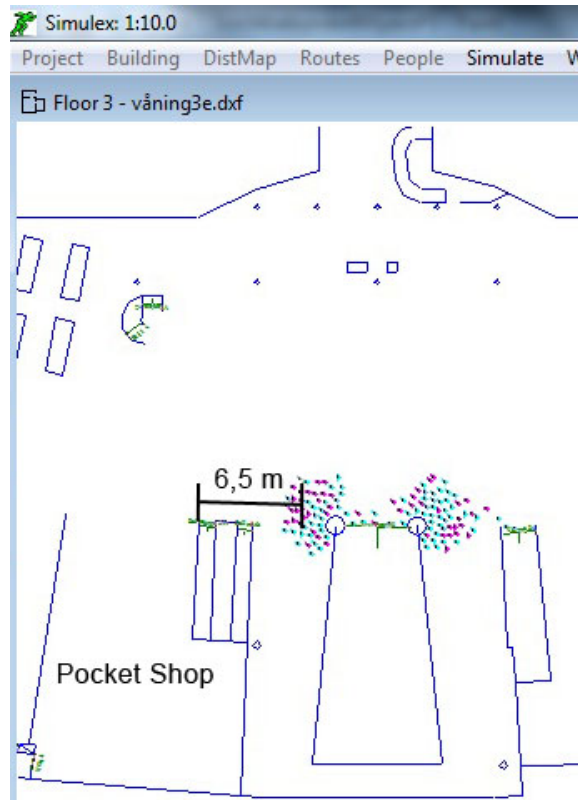 Simulex: 1:10.0
Project Building DistMap Routes People Simulate W
Floor 3 - våning3e.dxf
6,5 m
Pocket Shop